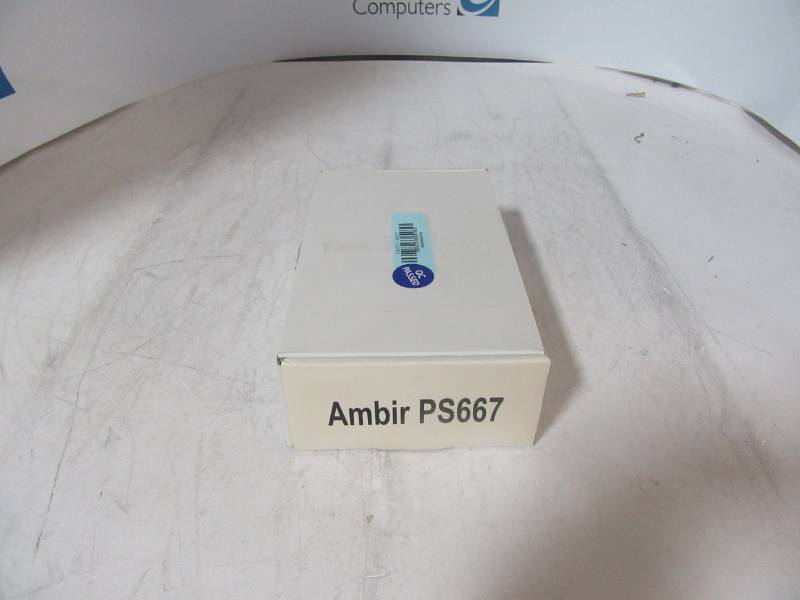 Computers
QC
PASSED
Ambir PS667